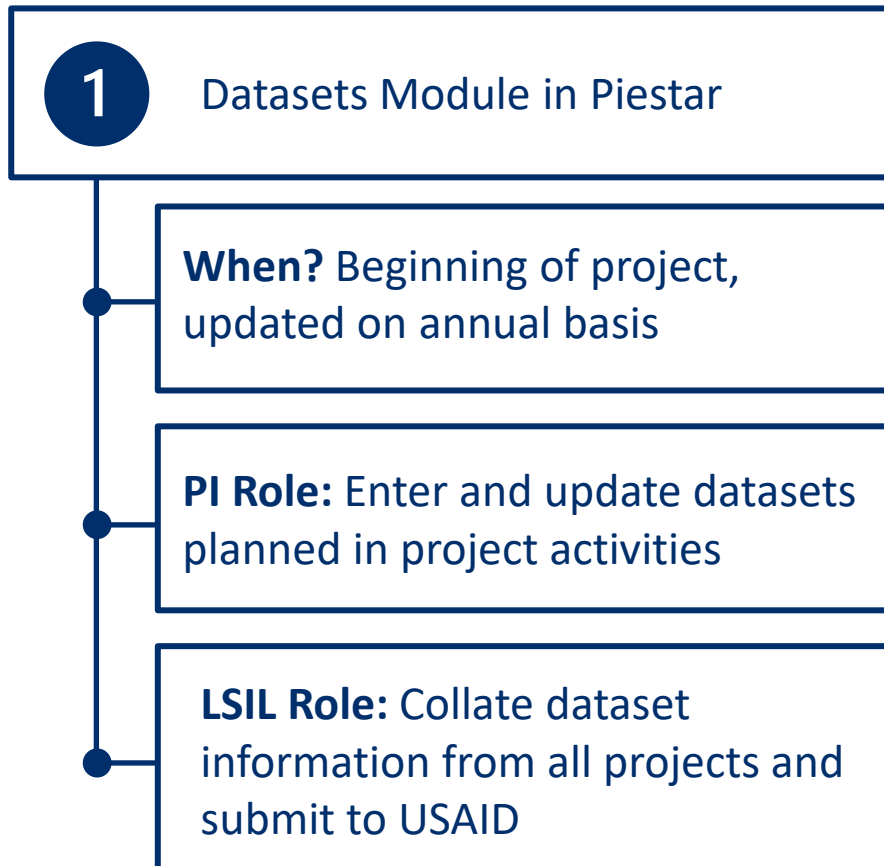 1
Datasets Module in Piestar
When? Beginning of project,
updated on annual basis
PI Role: Enter and update datasets
planned in project activities
LSIL Role: Collate dataset
information from all projects and
submit to USAID